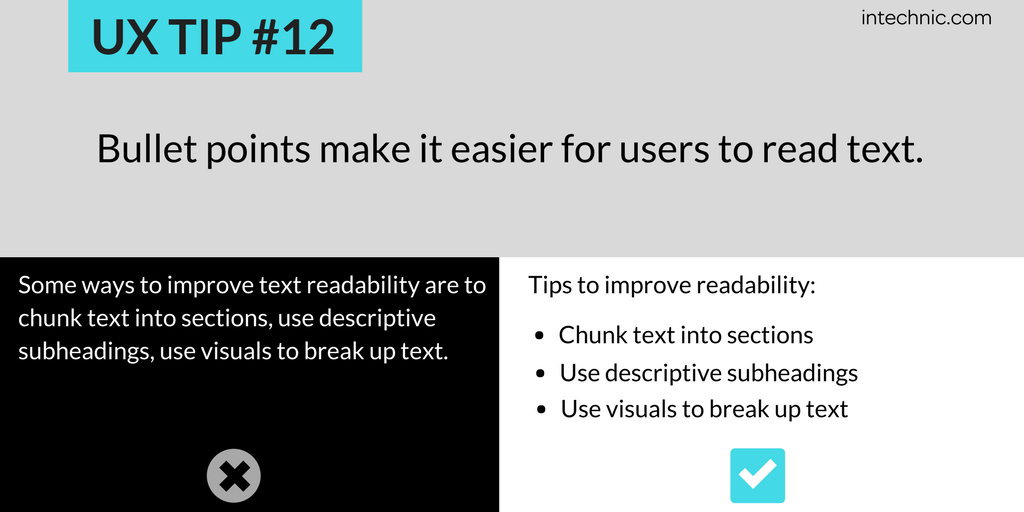 UX TIP #12
intechnic.com
Bullet points make it easier for users to read text.
Some ways to improve text readability are to
chunk text into sections, use descriptive
subheadings, use visuals to break up text.
Tips to improve readability:
• Chunk text into sections
• Use descriptive subheadings
• Use visuals to break up text